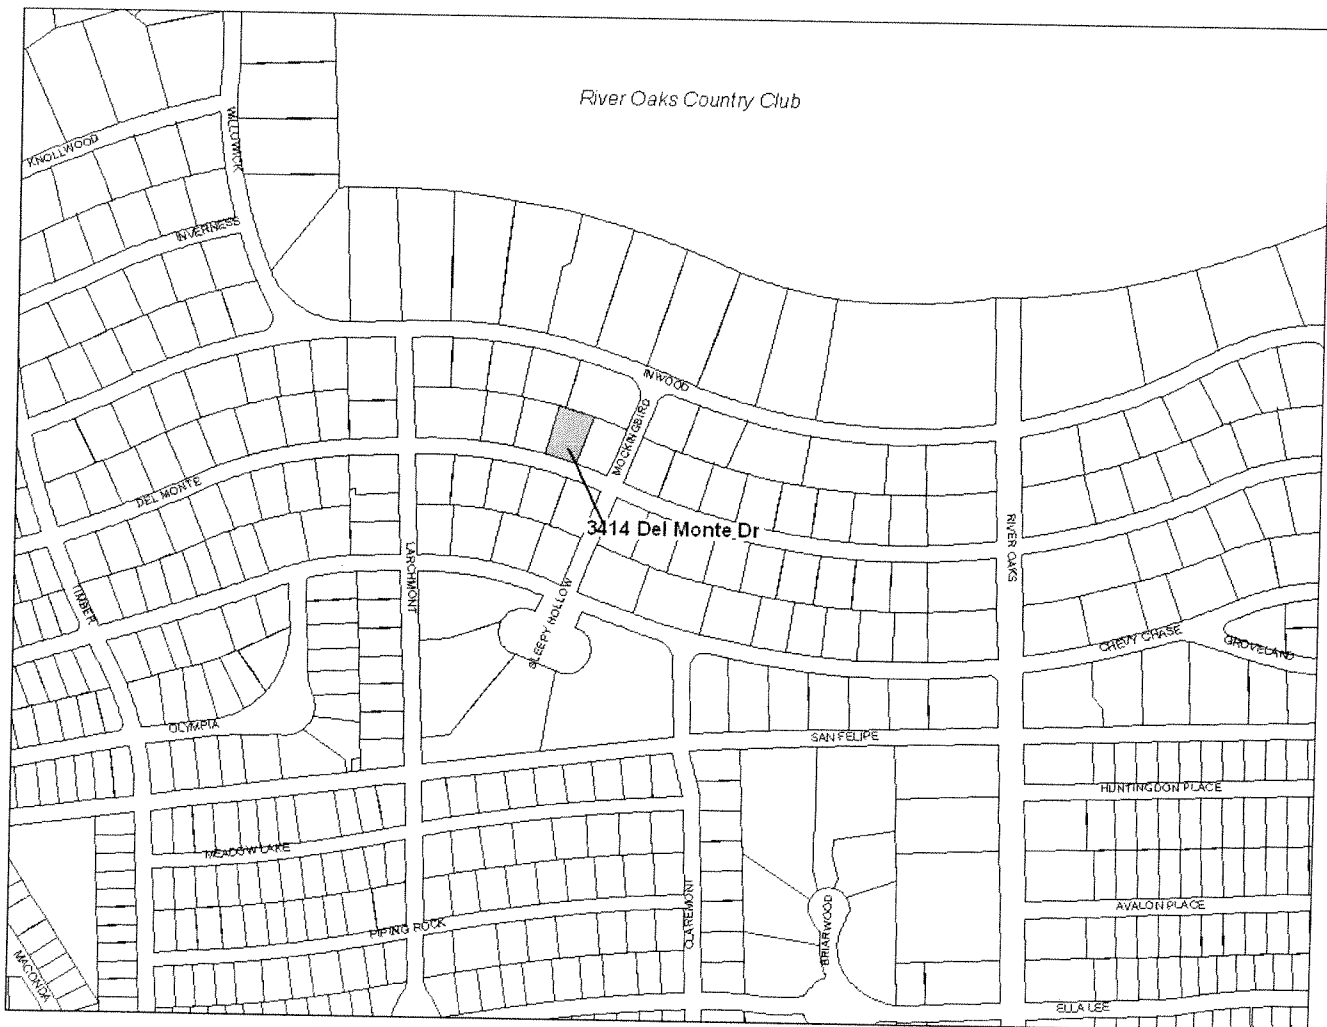 River Oaks Country Club
WILLOWICK
KNOLLWOOD
INVERNESS
INWOOD
MOCKINGBIRD
DEL MONTE
3414 Del Monte Dr
RIVER OAKS
LARCHMONT
TIMBER
SLEEPY HOLLOW
CHEVY CHASE
GROVELAND
OLYMPIA
SAN FELIPE
HUNTINGDON PLACE
MEADOW LAKE
CLAREMONT
BRIARWOOD
AVALON PLACE
PIPING ROCK
MACONDA
ELLA LEE